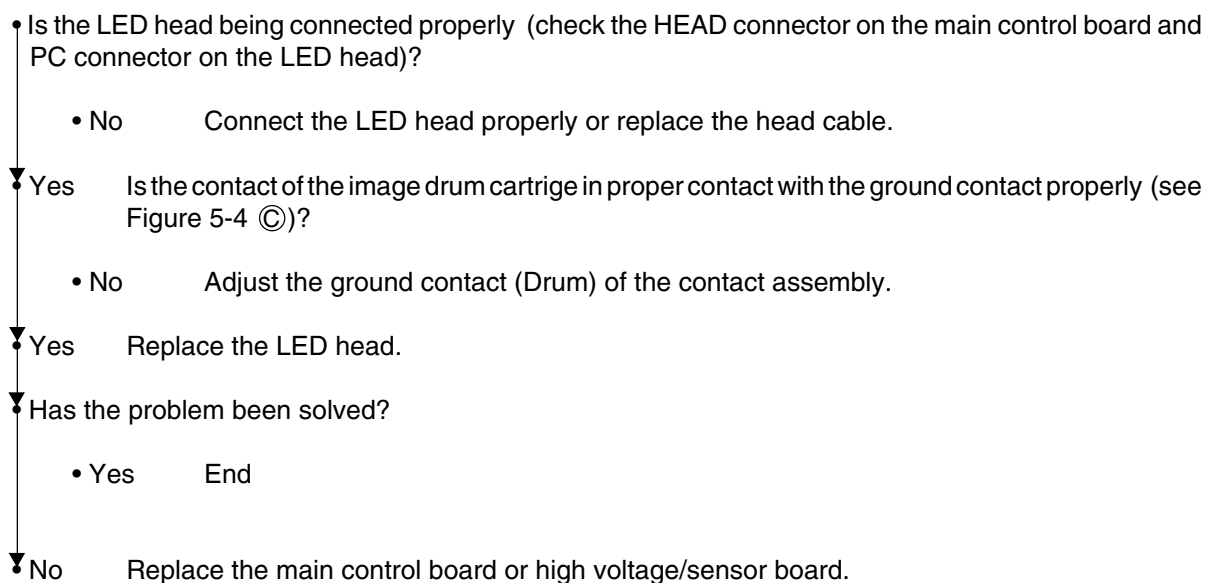 • Is the LED head being connected properly (check the HEAD connector on the main control board and
PC connector on the LED head)?
• No Connect the LED head properly or replace the head cable.
• Yes Is the contact of the image drum cartrige in proper contact with the ground contact properly (see
Figure 5-4 Ⓒ)?
• No Adjust the ground contact (Drum) of the contact assembly.
• Yes Replace the LED head.
• Has the problem been solved?
• Yes End
• No Replace the main control board or high voltage/sensor board.